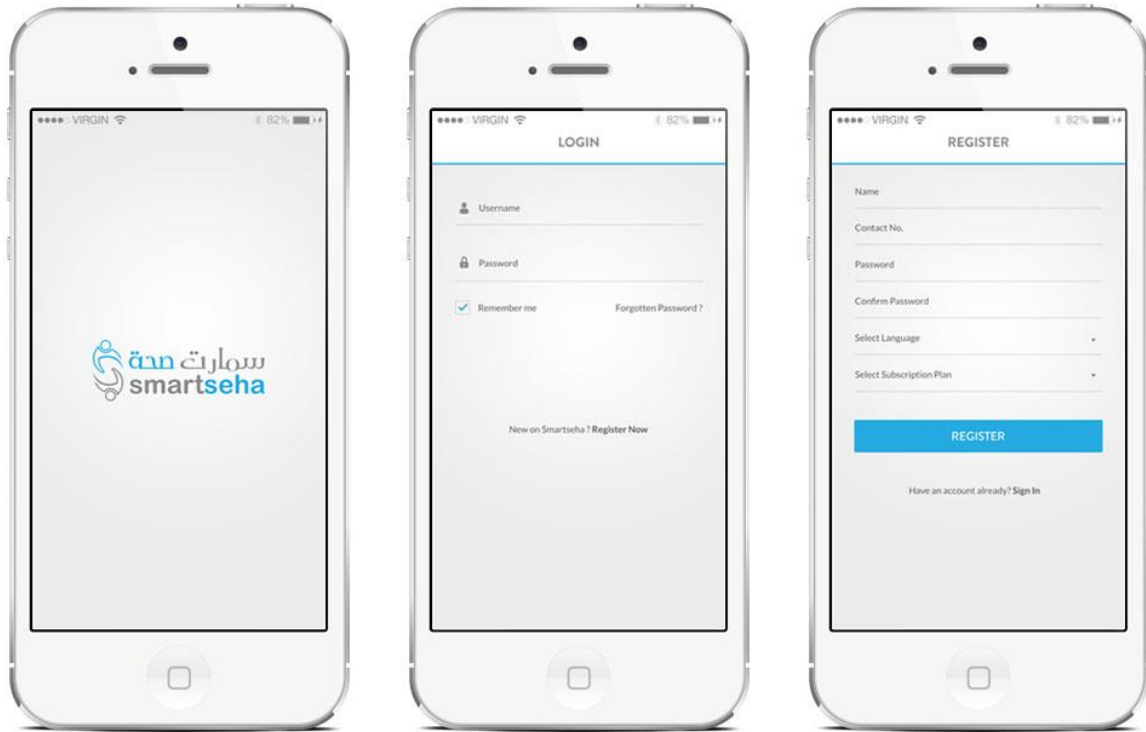 VIRGIN 82%
سمارت صحة
smartseha
VIRGIN 82%
LOGIN
Username
Password
Remember me Forgotten Password ?
New on Smartseha ? Register Now
VIRGIN 82%
REGISTER
Name
Contact No.
Password
Confirm Password
Select Language
Select Subscription Plan
REGISTER
Have an account already? Sign In